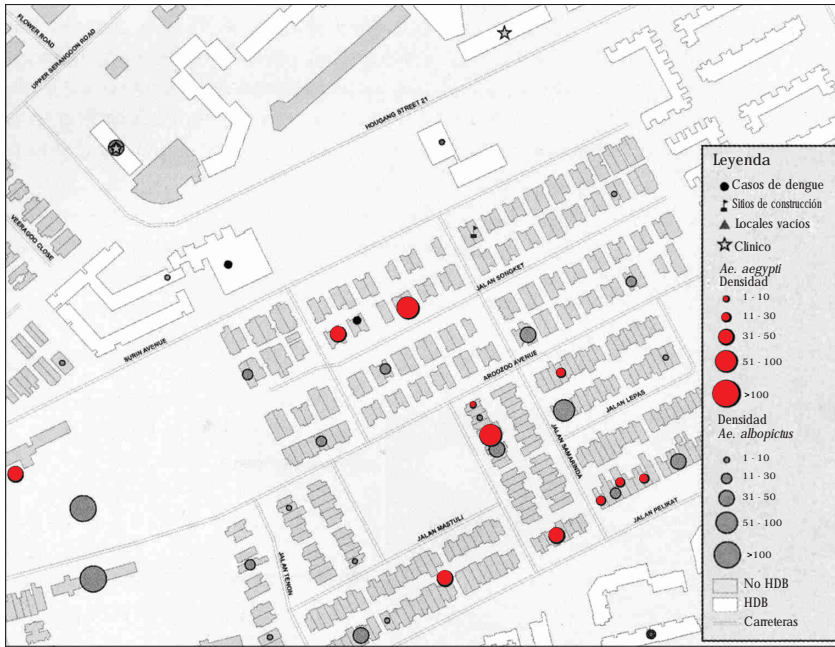 FLOWER ROAD
UPPER SERANGOON ROAD
HOUGANG STREET 21
VEERAGOO CLOSE
SURIN AVENUE
JALAN SONGKET
AROOZOO AVENUE
JALAN LEPAS
JALAN SAMARINDA
JALAN PELIKAT
JALAN MASTULI
JALAN TENON
Leyenda
Casos de dengue
Sitios de construcción
Locales vacios
Clínico
Ae. aegypti
Densidad
1 - 10
11 - 30
31 - 50
51 - 100
>100
Densidad
Ae. albopictus
1 - 10
11 - 30
31 - 50
51 - 100
>100
No HDB
HDB
Carreteras